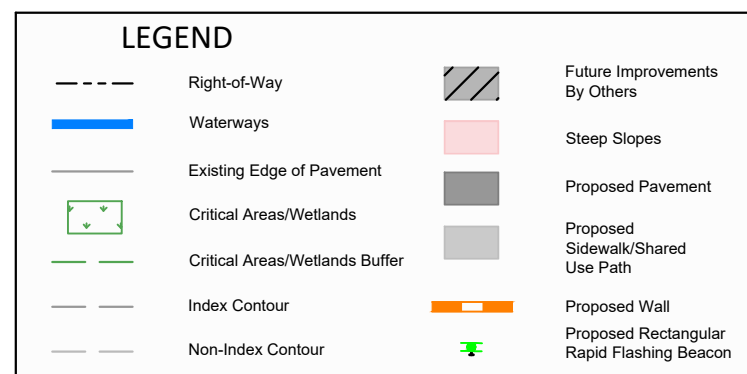 LEGEND
Right-of-Way
Waterways
Existing Edge of Pavement
Critical Areas/Wetlands
Critical Areas/Wetlands Buffer
Index Contour
Non-Index Contour
Future Improvements
By Others
Steep Slopes
Proposed Pavement
Proposed
Sidewalk/Shared
Use Path
Proposed Wall
Proposed Rectangular
Rapid Flashing Beacon